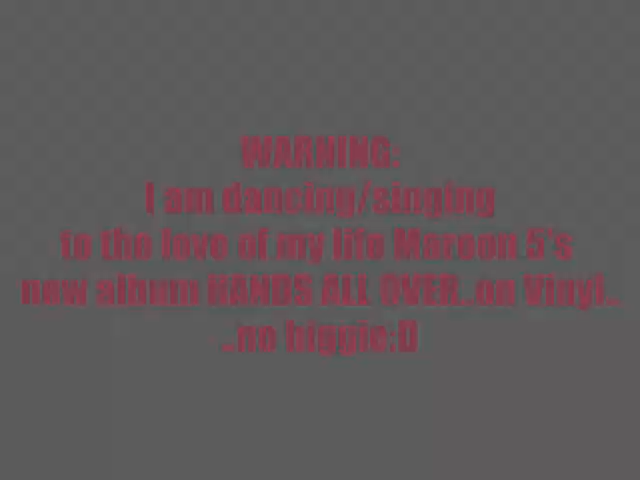 WARNING:
I am dancing/singing
to the love of my life Maroon 5's
new album HANDS ALL OVER..on Vinyl..
..no biggie:D